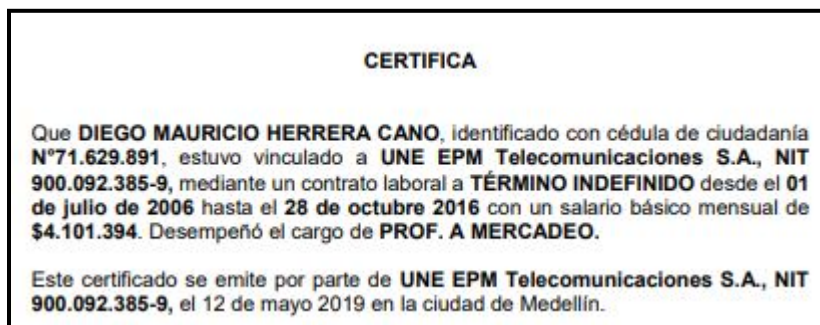 CERTIFICA
Que DIEGO MAURICIO HERRERA CANO, identificado con cédula de ciudadanía
N°71.629.891, estuvo vinculado a UNE EPM Telecomunicaciones S.A., NIT
900.092.385-9, mediante un contrato laboral a TÉRMINO INDEFINIDO desde el 01
de julio de 2006 hasta el 28 de octubre 2016 con un salario básico mensual de
$4.101.394. Desempeñó el cargo de PROF. A MERCADEO.
Este certificado se emite por parte de UNE EPM Telecomunicaciones S.A., NIT
900.092.385-9, el 12 de mayo 2019 en la ciudad de Medellín.